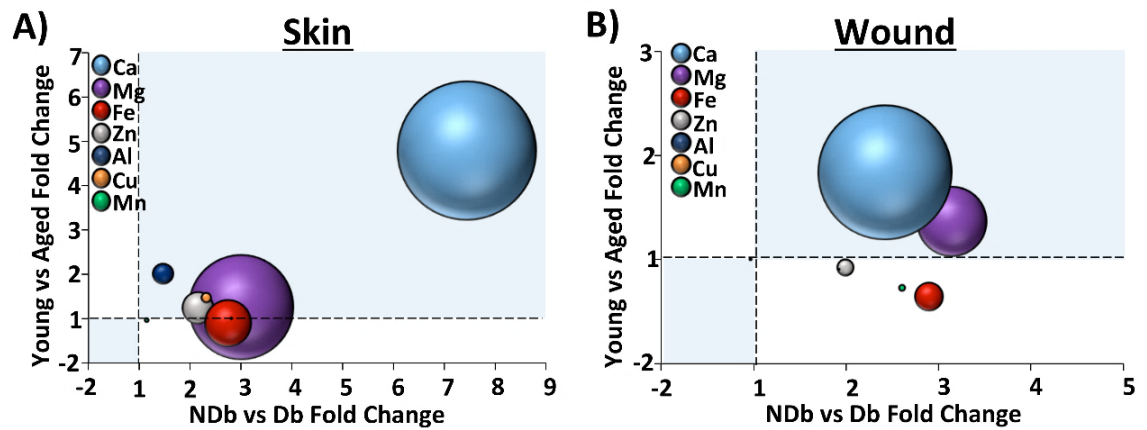 A)
Skin
Young vs Aged Fold Change
7
6
5
4
3
2
1
-2
Ca
Mg
Fe
Zn
Al
Cu
Mn
-2 1 2 3 4 5 6 7 8 9
NDb vs Db Fold Change
B)
Wound
Young vs Aged Fold Change
3
2
1
-2
Ca
Mg
Fe
Zn
Al
Cu
Mn
-2 1 2 3 4 5
NDb vs Db Fold Change